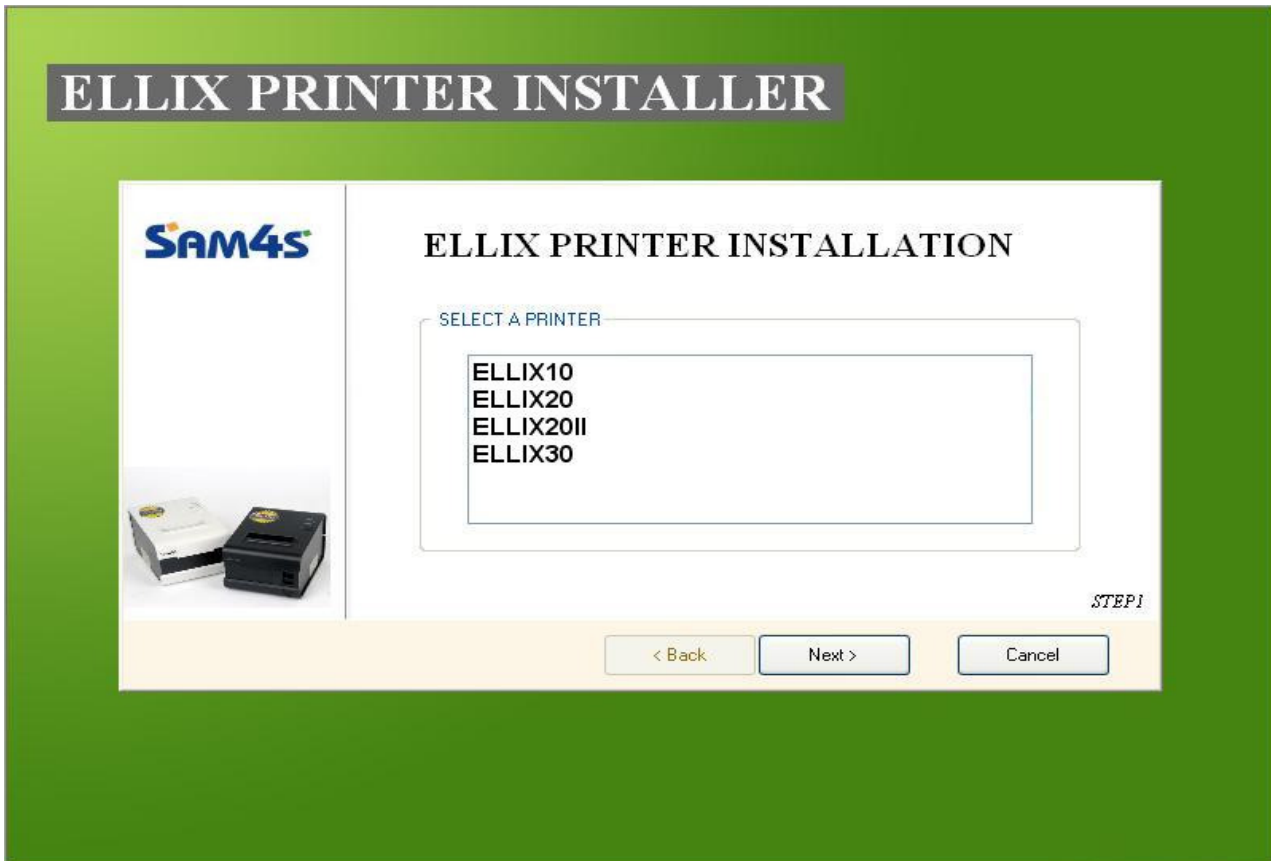 ELLIX PRINTER INSTALLER
SAM4S
ELLIX PRINTER INSTALLATION
SELECT A PRINTER
ELLIX10
ELLIX20
ELLIX20II
ELLIX30
STEP1
< Back
Next >
Cancel